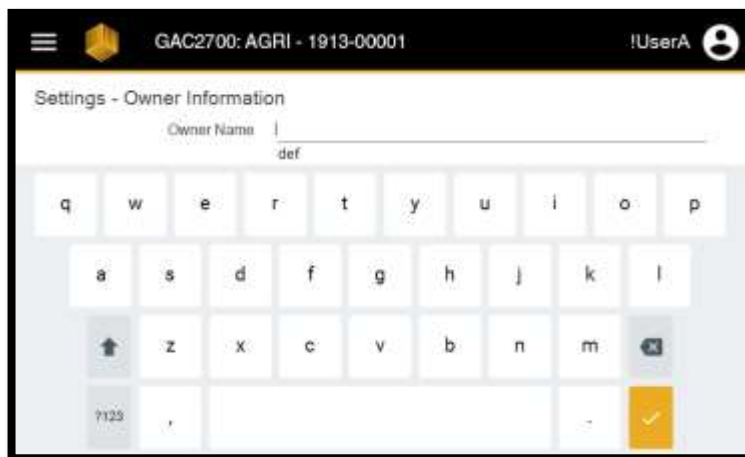 GAC2700: AGRI - 1913-00001 !UserA
Settings - Owner Information
Owner Name
def
q w e r t y u i o p
a s d f g h j k l
z x c v b n m
?123 , .